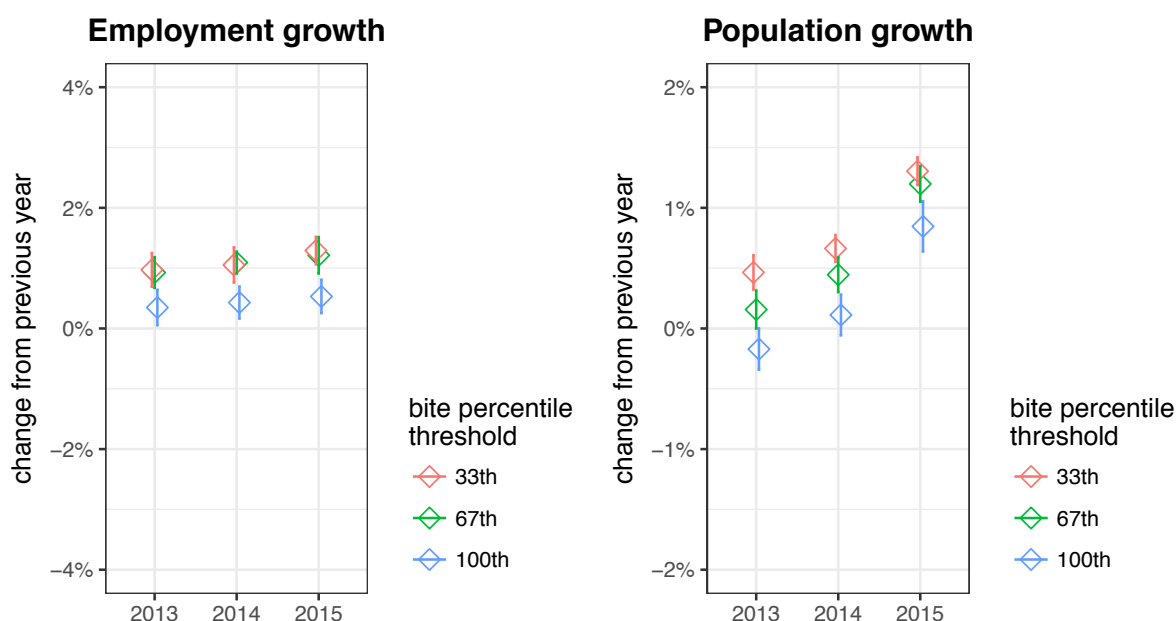 Employment growth
change from previous year
4%
2%
0%
−2%
−4%
2013 2014 2015
bite percentile
threshold
33th
67th
100th
Population growth
change from previous year
2%
1%
0%
−1%
−2%
2013 2014 2015
bite percentile
threshold
33th
67th
100th